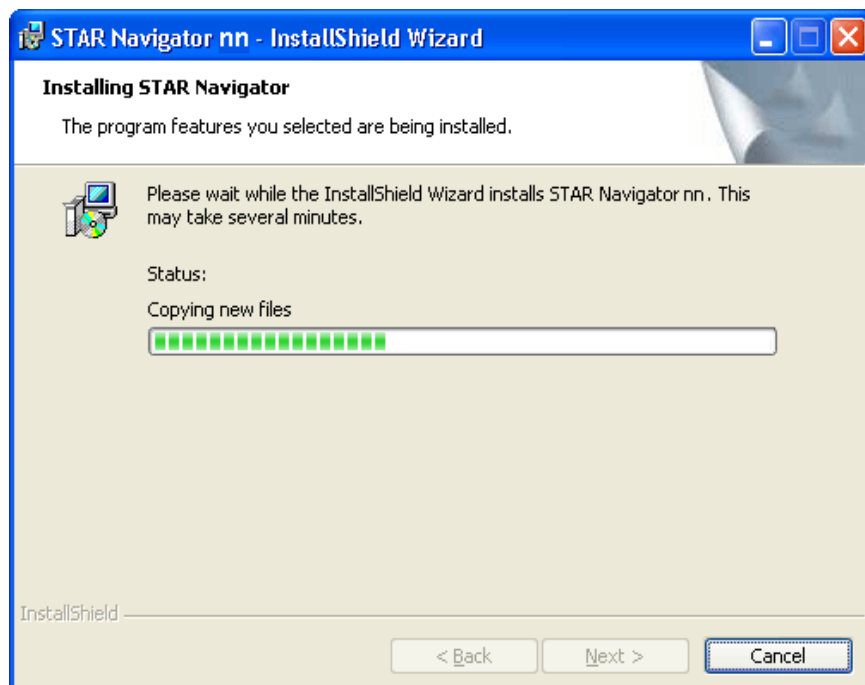 STAR Navigator nn - InstallShield Wizard
Installing STAR Navigator
The program features you selected are being installed.
Please wait while the InstallShield Wizard installs STAR Navigator nn. This
may take several minutes.
Status:
Copying new files
InstallShield
< Back
Next >
Cancel